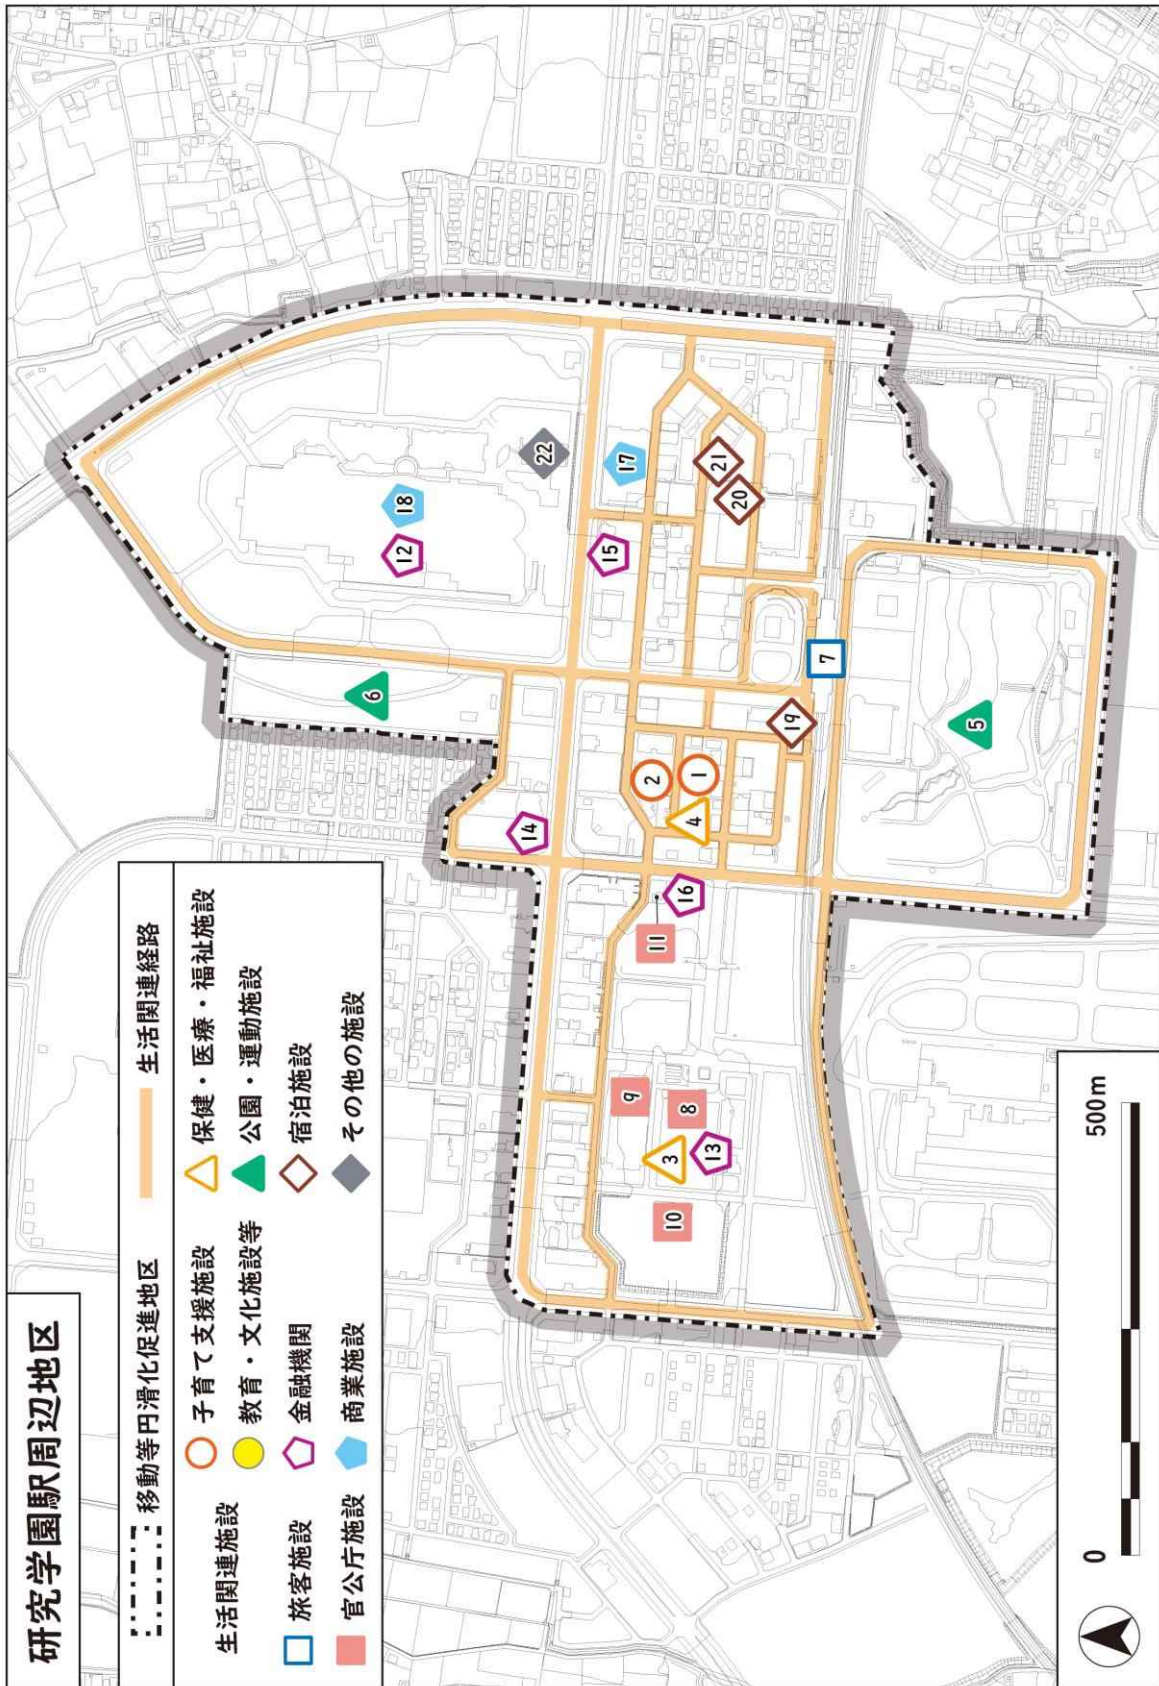 研究学園駅周辺地区
移動等円滑化促進地区
生活関連経路
生活関連施設
子育て支援施設
保健・医療・福祉施設
教育・文化施設等
公園・運動施設
旅客施設
金融機関
宿泊施設
官公庁施設
商業施設
その他の施設
6
18
12
22
14
15
17
2
1
4
16
11
21
20
19
7
9
8
3
13
10
5
0
500m